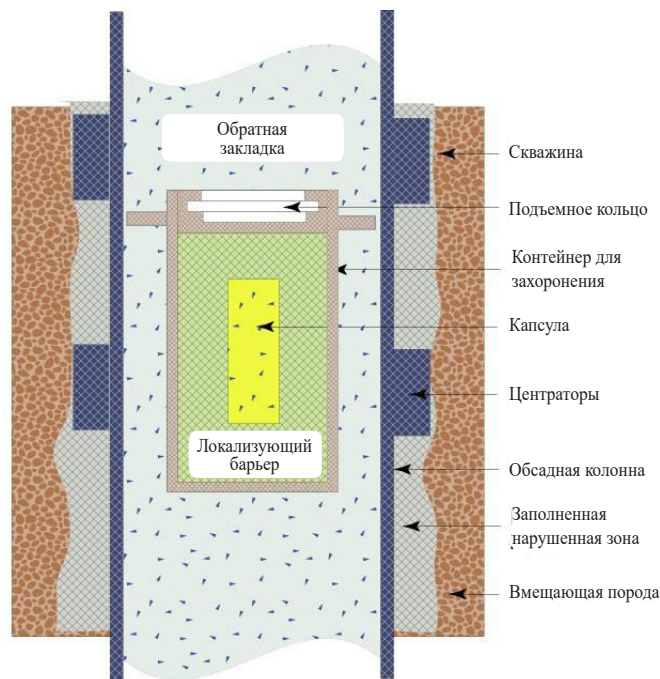 Обратная
закладка
Скважина
Подъемное кольцо
Контейнер для
захоронения
Капсула
Центраторы
Локализующий
барьер
Обсадная колонна
Заполненная
нарушенная зона
Вмещающая порода